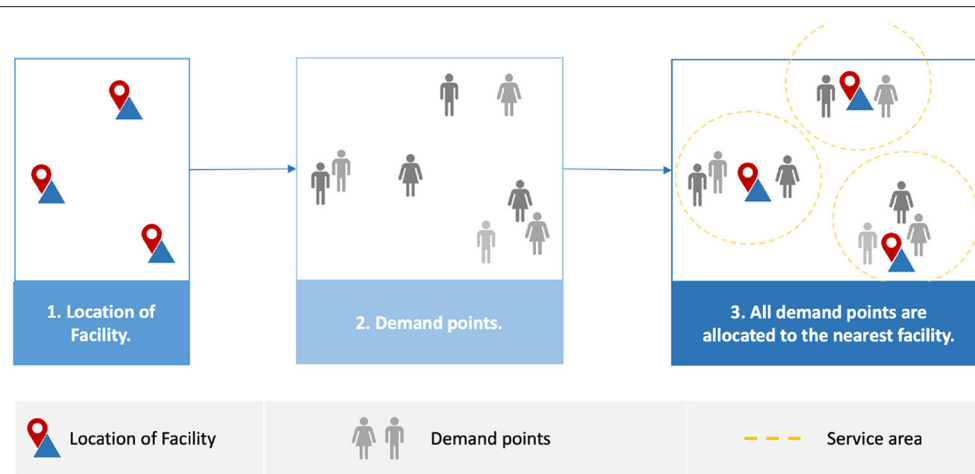 1. Location of
Facility.
2. Demand points.
3. All demand points are
allocated to the nearest facility.
Location of Facility
Demand points
Service area